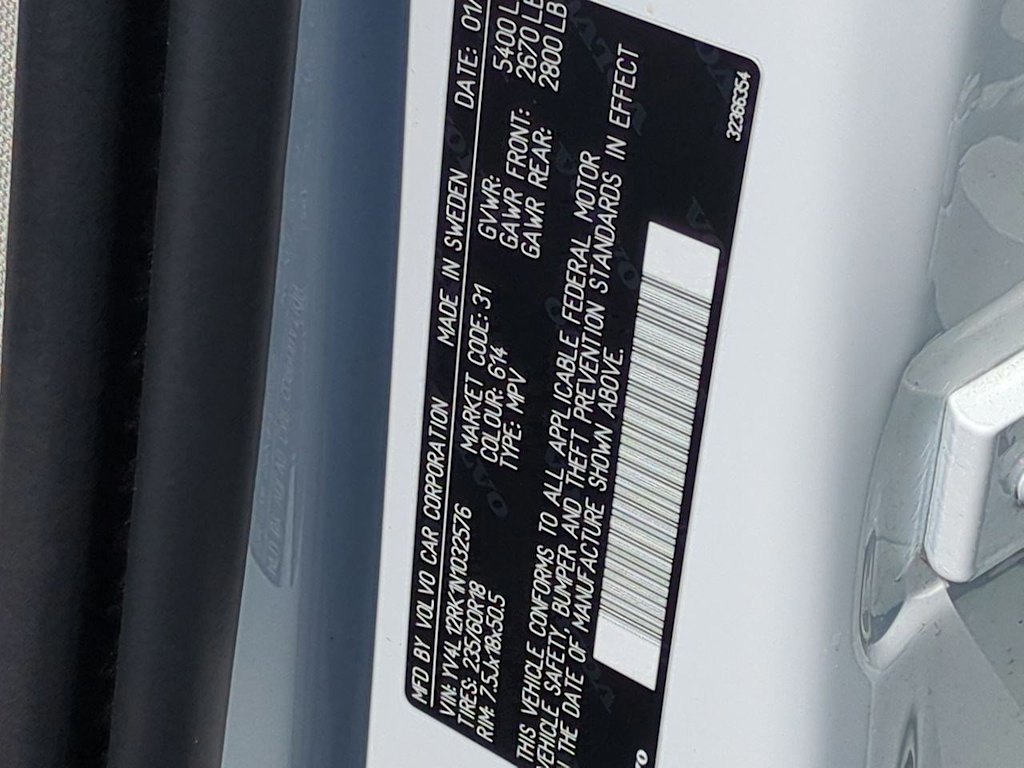 MFD BY VOLVO CAR CORPORATION MADE IN SWEDEN DATE: 01/
VIN: YV4L12RK1N1032576 MARKET CODE: 31 GVWR: 5400 L
TIRES: 235/60R18 COLOUR: 614 GAWR FRONT: 2670 LB
RIM: 7.5Jx18x50.5 TYPE: MPV GAWR REAR: 2800 LB
THIS VEHICLE CONFORMS TO ALL APPLICABLE FEDERAL MOTOR
VEHICLE SAFETY, BUMPER AND THEFT PREVENTION STANDARDS IN EFFECT
ON THE DATE OF MANUFACTURE SHOWN ABOVE.
32366354